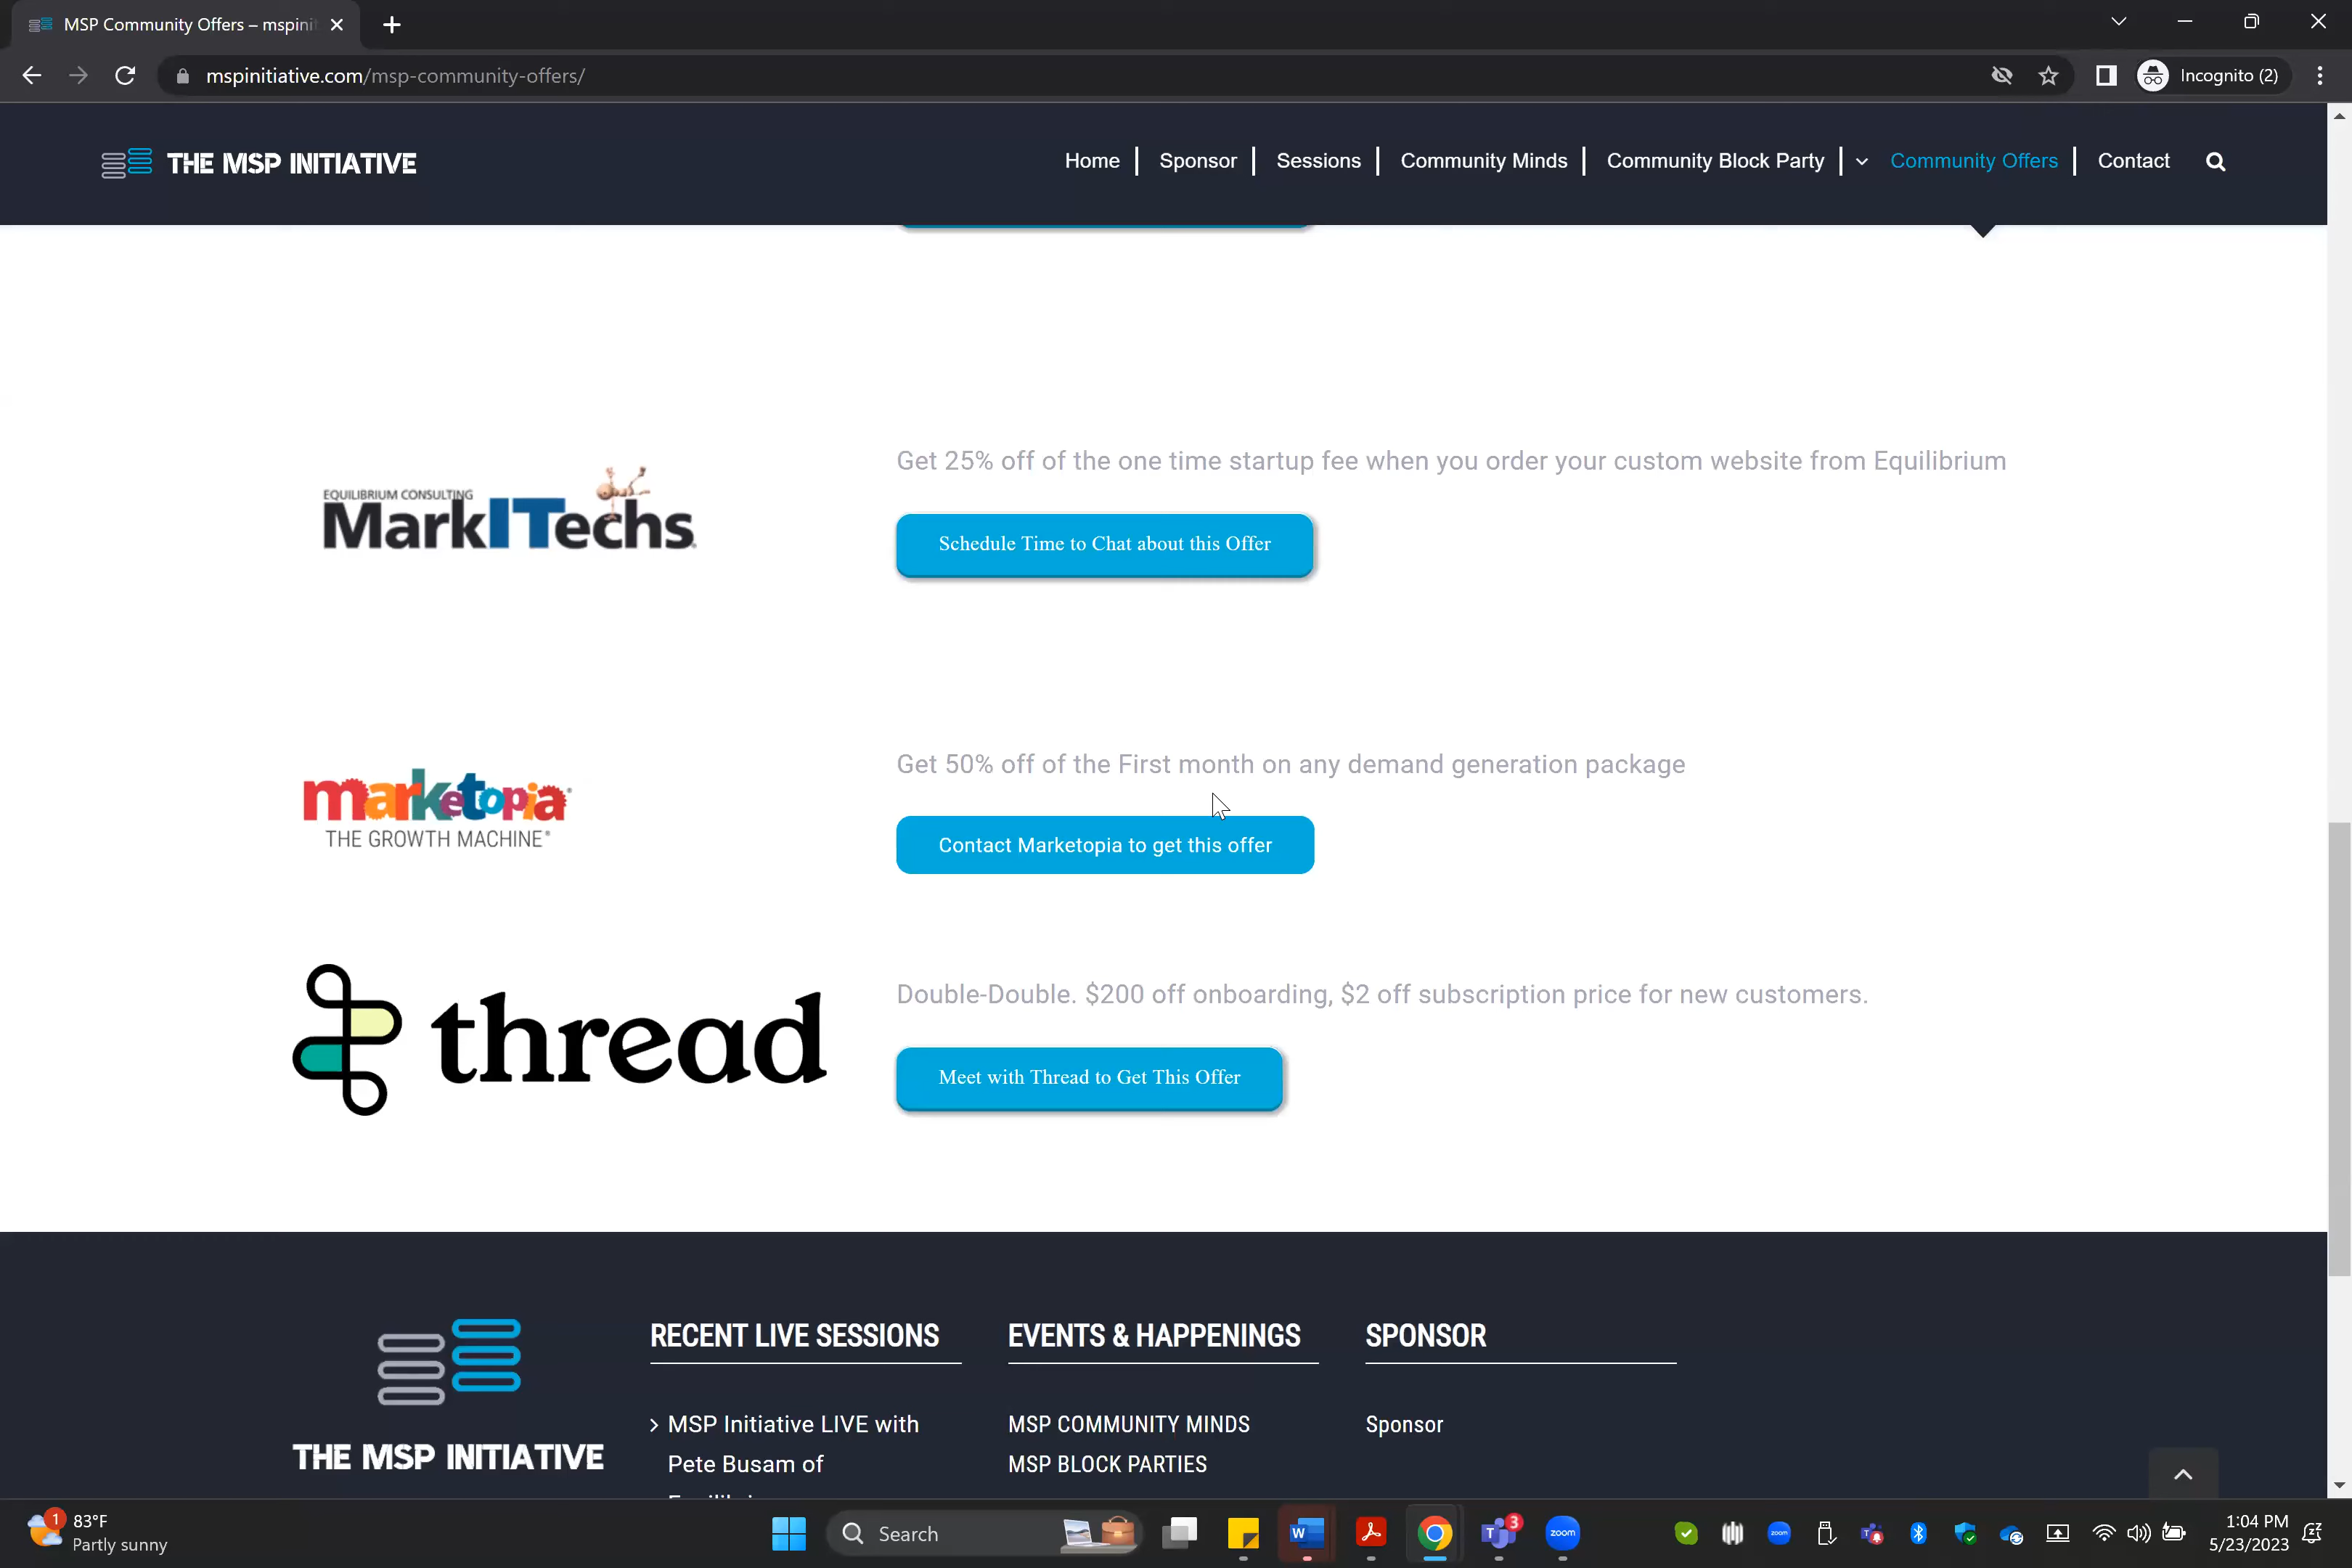 MSP Community Offers – mspinit
mspinitiative.com/msp-community-offers/
Incognito (2)
THE MSP INITIATIVE
Home
Sponsor
Sessions
Community Minds
Community Block Party
Community Offers
Contact
EQUILIBRIUM CONSULTING
MarkITechs
Get 25% off of the one time startup fee when you order your custom website from Equilibrium
Schedule Time to Chat about this Offer
marketopia
THE GROWTH MACHINE®
Get 50% off of the First month on any demand generation package
Contact Marketopia to get this offer
thread
Double-Double. $200 off onboarding, $2 off subscription price for new customers.
Meet with Thread to Get This Offer
THE MSP INITIATIVE
RECENT LIVE SESSIONS
MSP Initiative LIVE with
Pete Busam of
EVENTS & HAPPENINGS
MSP COMMUNITY MINDS
MSP BLOCK PARTIES
SPONSOR
Sponsor
1
83°F
Partly sunny
Search
W
3
zoom
zoom
1:04 PM
5/23/2023